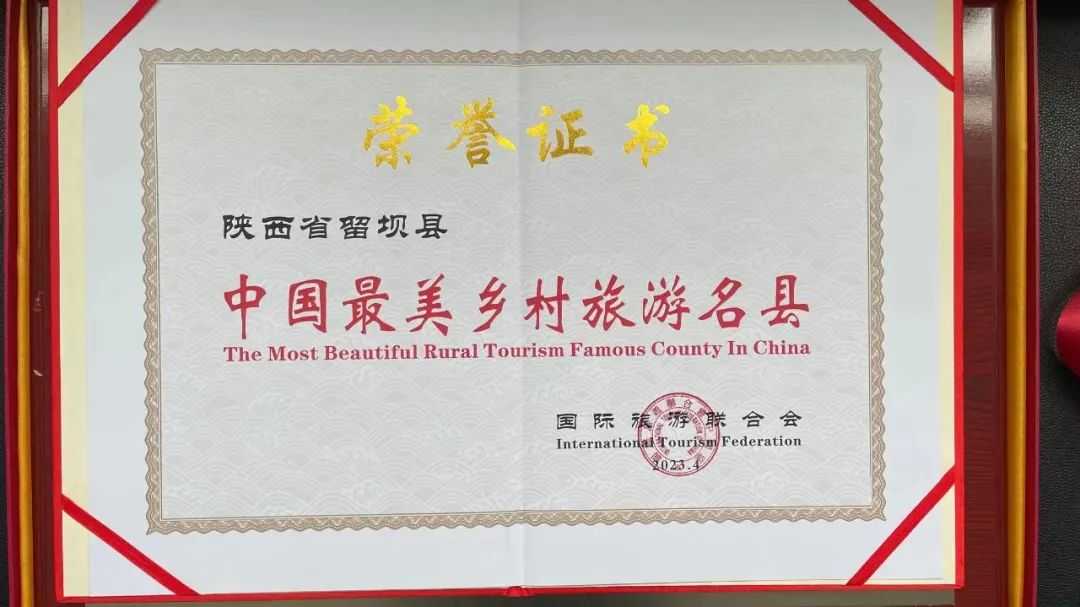 荣誉证书
陕西省留坝县
中国最美乡村旅游名县
The Most Beautiful Rural Tourism Famous County In China
国际旅游联合会
International Tourism Federation
2023.4